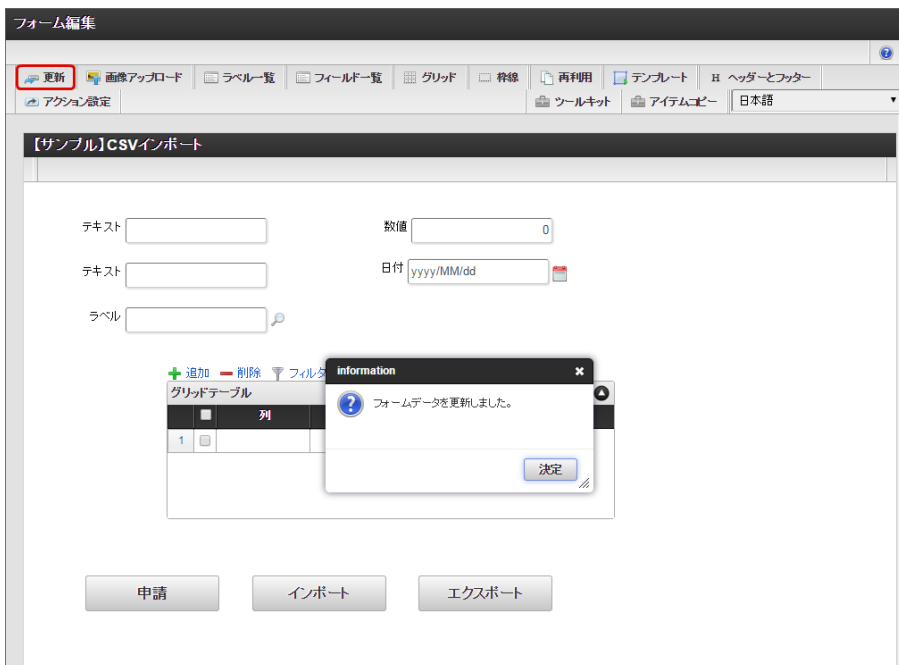 フォーム編集
更新 画像アップロード ラベル一覧 フィールド一覧 グリッド 枠線 再利用 テンプレート H ヘッダーとフッター
アクション設定 ツールキット アイテムコピー 日本語
【サンプル】CSVインポート
テキスト 数値 0
テキスト 日付 yyyy/MM/dd
ラベル
追加 削除 フィルタ
information
グリッドテーブル
フォームデータを更新しました。
列
1
決定
申請 インポート エクスポート